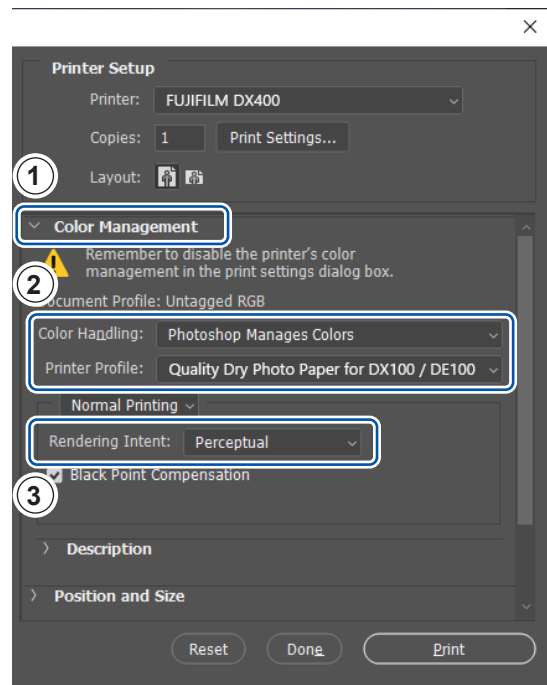 Printer Setup
Printer: FUJIFILM DX400
Copies: 1 Print Settings...
1
Layout:
Color Management
Remember to disable the printer's color
management in the print settings dialog box.
2
ocument Profile: Untagged RGB
Color Handling: Photoshop Manages Colors
Printer Profile: Quality Dry Photo Paper for DX100 / DE100
Normal Printing
Rendering Intent: Perceptual
Black Point Compensation
3
Description
Position and Size
Reset Done Print